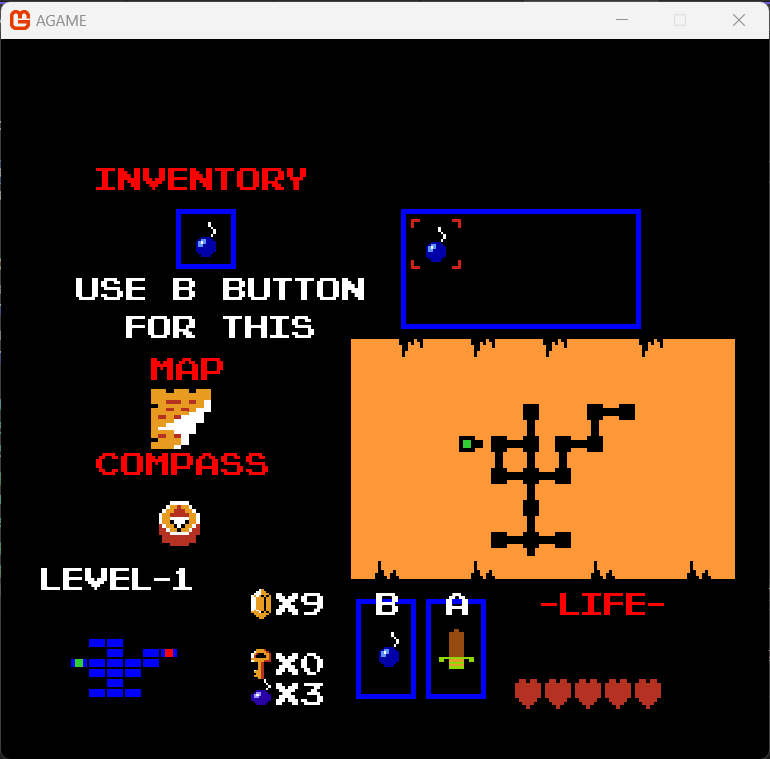 AGAME
INVENTORY
USE B BUTTON
FOR THIS
MAP
COMPASS
LEVEL-1
X9
B
A
-LIFE-
X0
X3